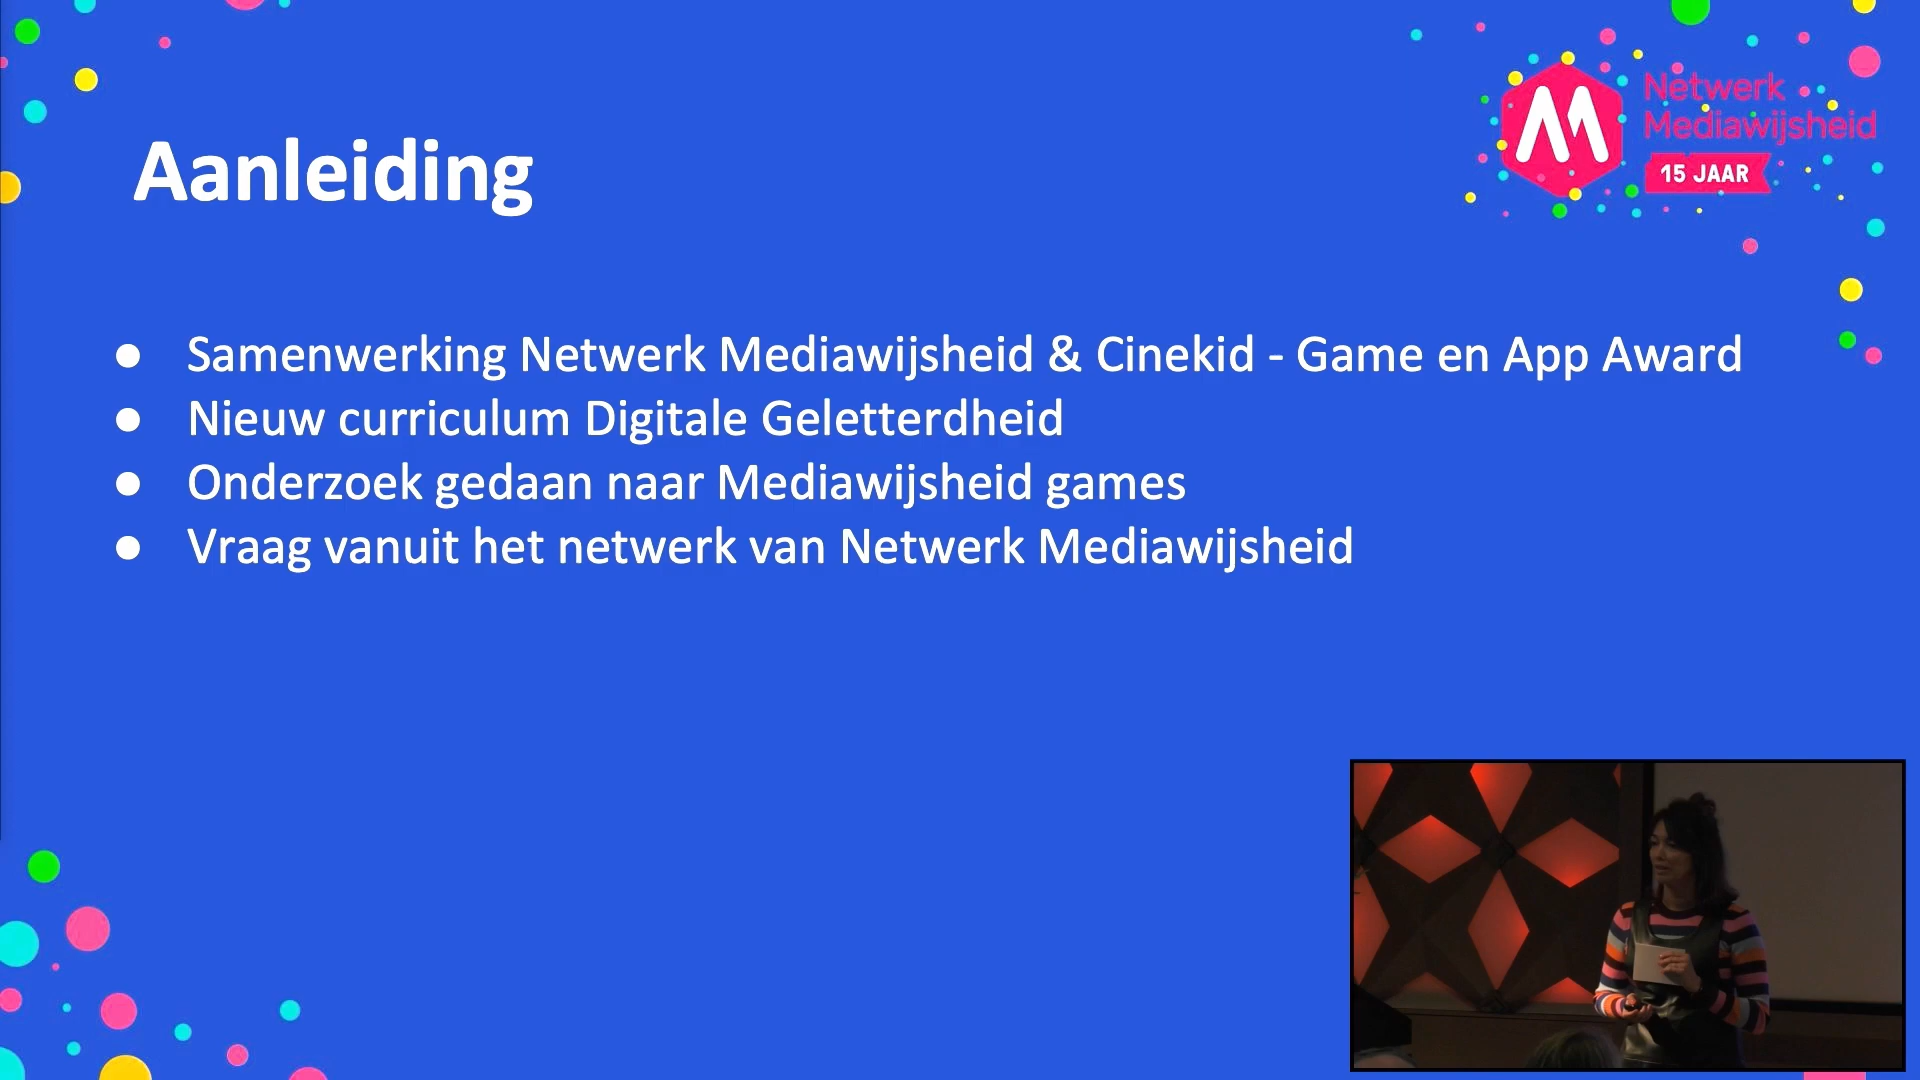 Netwerk
Mediawijsheid
15 JAAR
Aanleiding
● Samenwerking Netwerk Mediawijsheid & Cinekid - Game en App Award
● Nieuw curriculum Digitale Geletterdheid
● Onderzoek gedaan naar Mediawijsheid games
● Vraag vanuit het netwerk van Netwerk Mediawijsheid